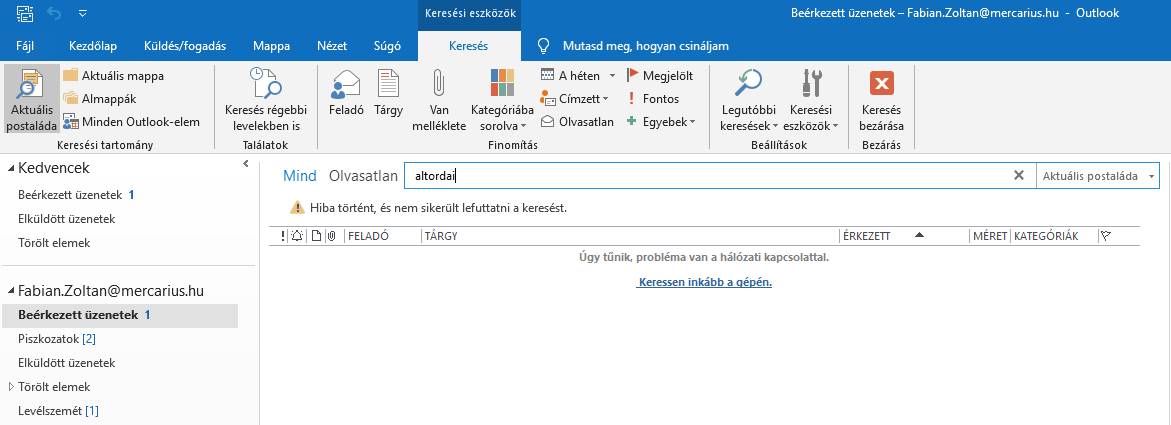 Keresési eszközök
Beérkezett üzenetek – Fabian.Zoltan@mercarius.hu - Outlook
Fájl Kezdőlap Küldés/fogadás Mappa Nézet Súgó Keresés Mutasd meg, hogyan csináljam
Aktuális postaláda
Aktuális mappa
Almappák
Minden Outlook-elem
Keresési tartomány
Keresés régebbi levelekben is
Találatok
Feladó
Tárgy
Van melléklete
Kategóriába sorolva
A héten
Címzett
Olvasatlan
Megjelölt
Fontos
Egyebek
Finomítás
Legutóbbi keresések
Keresési eszközök
Beállítások
Keresés bezárása
Bezárás
Kedvencek
Beérkezett üzenetek 1
Elküldött üzenetek
Törölt elemek
Fabian.Zoltan@mercarius.hu
Beérkezett üzenetek 1
Piszkozatok [2]
Elküldött üzenetek
Törölt elemek
Levélszemét [1]
Mind Olvasatlan altordai Aktuális postaláda
Hiba történt, és nem sikerült lefuttatni a keresést.
! FELADÓ TÁRGY ÉRKEZETT MÉRET KATEGÓRIÁK
Úgy tűnik, probléma van a hálózati kapcsolattal.
Keressen inkább a gépén.